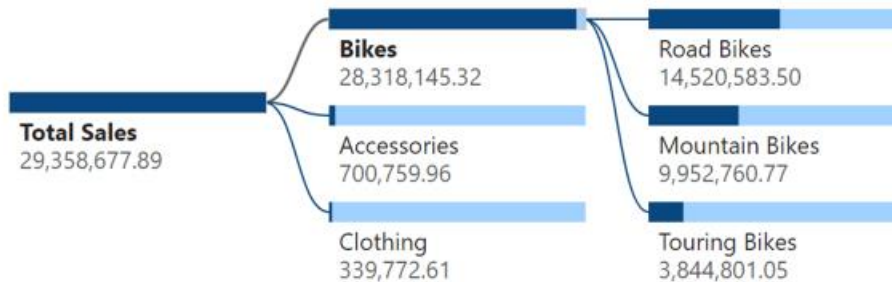 Total Sales
29,358,677.89
Bikes
28,318,145.32
Accessories
700,759.96
Clothing
339,772.61
Road Bikes
14,520,583.50
Mountain Bikes
9,952,760.77
Touring Bikes
3,844,801.05